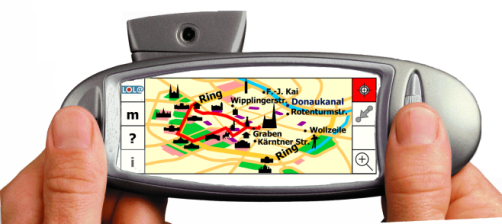 LOL@
m
?
i
Ring
F.-J. Kai
Wipplingerstr.
Donaukanal
Rotenturmstr.
Wollzeile
Graben
Kärntner Str.
Ring